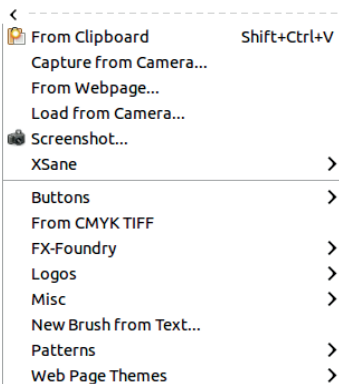 From Clipboard Shift+Ctrl+V
Capture from Camera...
From Webpage...
Load from Camera...
Screenshot...
XSane
Buttons
From CMYK TIFF
FX-Foundry
Logos
Misc
New Brush from Text...
Patterns
Web Page Themes